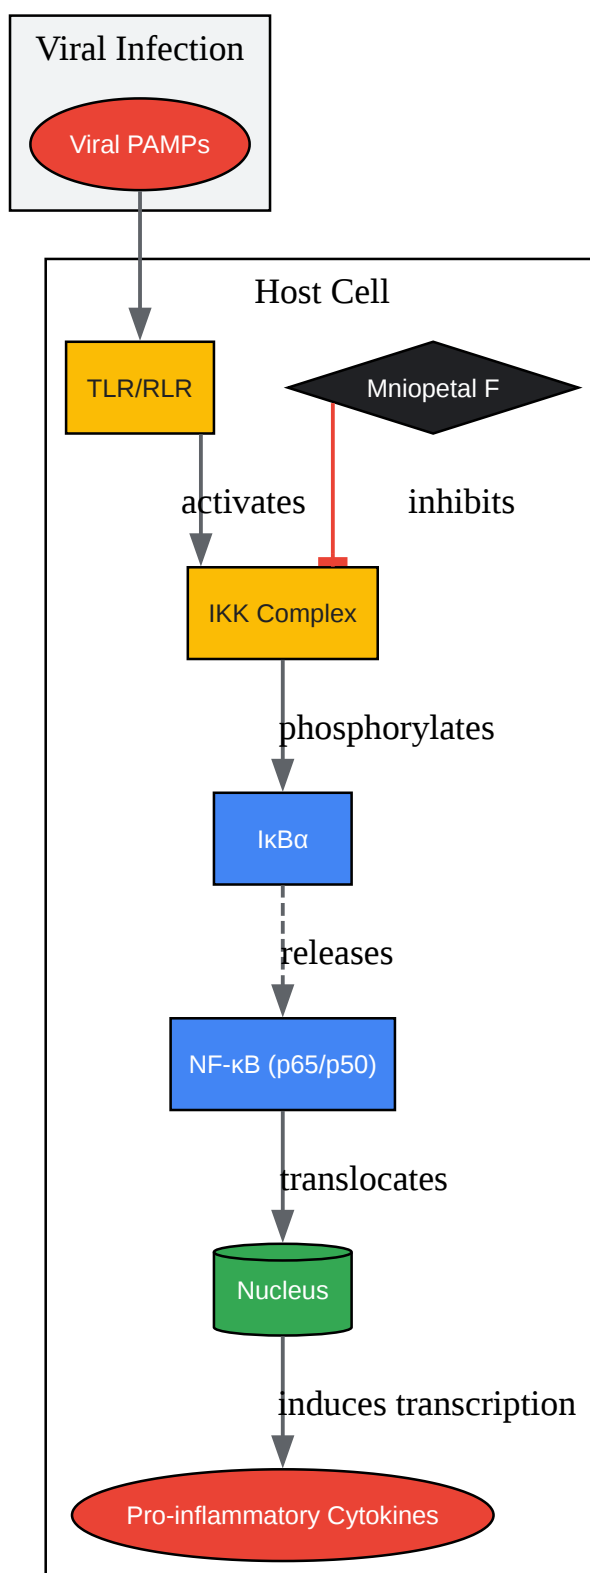 Viral Infection
Viral PAMPs
Host Cell
TLR/RLR
Mniopetal F
activates
inhibits
IKK Complex
phosphorylates
IκBα
releases
NF-κB (p65/p50)
translocates
Nucleus
induces transcription
Pro-inflammatory Cytokines